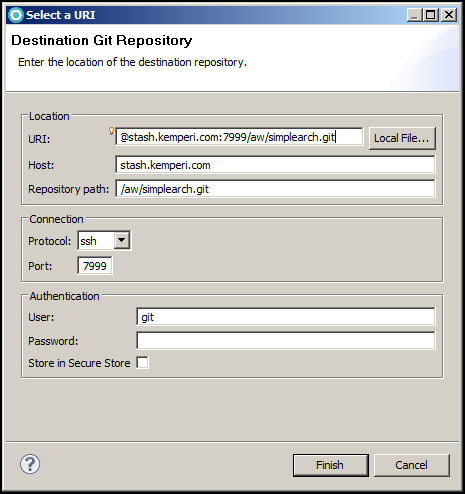 Select a URI
Destination Git Repository
Enter the location of the destination repository.
Location
URI: @stash.kemperi.com:7999/aw/simplearch.git Local File...
Host: stash.kemperi.com
Repository path: /aw/simplearch.git
Connection
Protocol: ssh
Port: 7999
Authentication
User: git
Password:
Store in Secure Store
? Finish Cancel